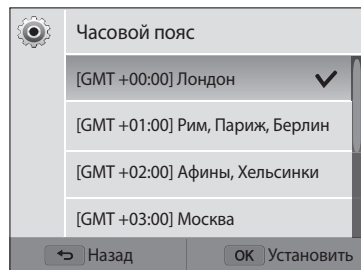 Часовой пояс
[GMT +00:00] Лондон
[GMT +01:00] Рим, Париж, Берлин
[GMT +02:00] Афины, Хельсинки
[GMT +03:00] Москва
Назад OK Установить